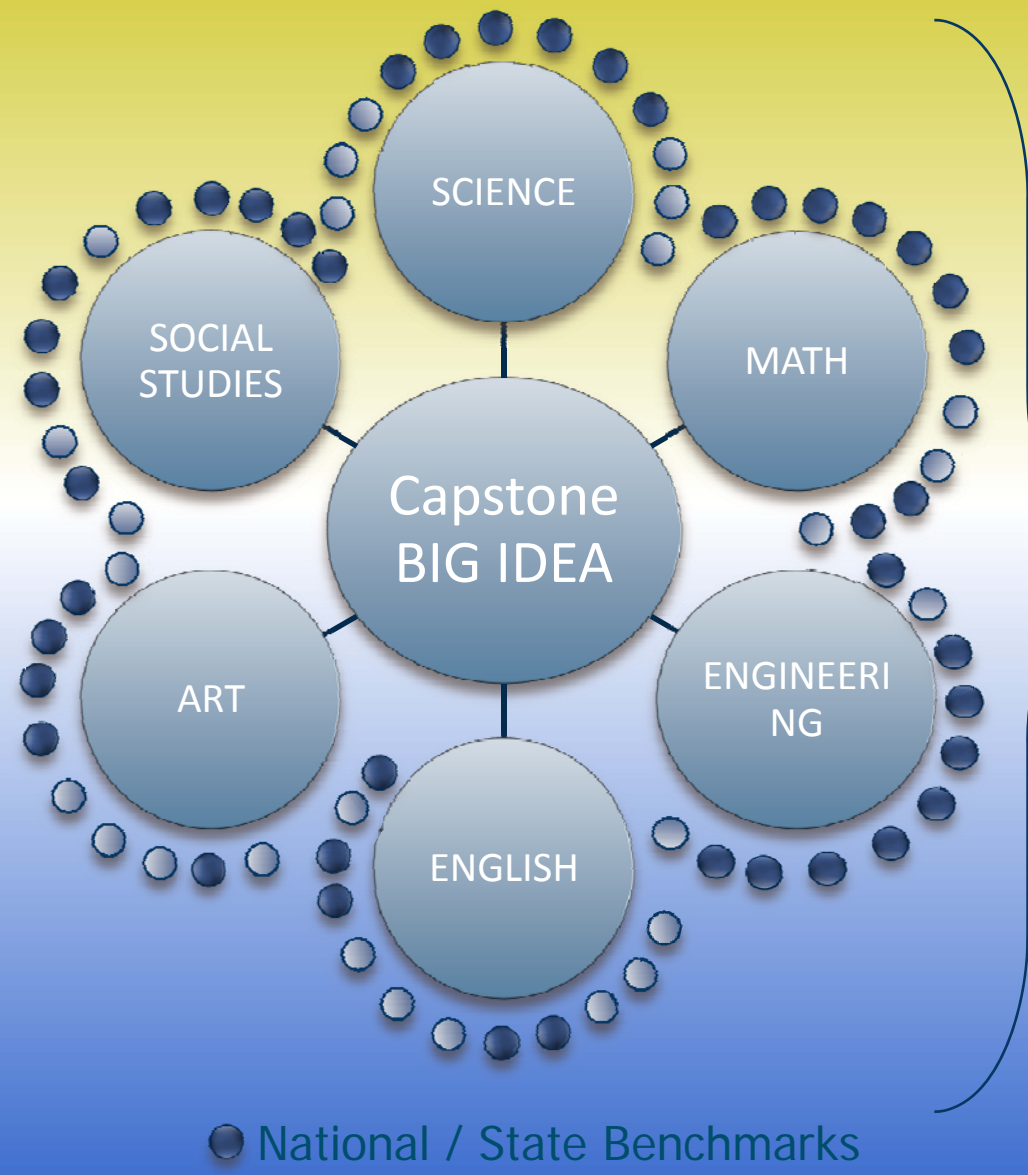 SCIENCE
SOCIAL
STUDIES
MATH
Capstone
BIG IDEA
ART
ENGINEERI
NG
ENGLISH
National / State Benchmarks